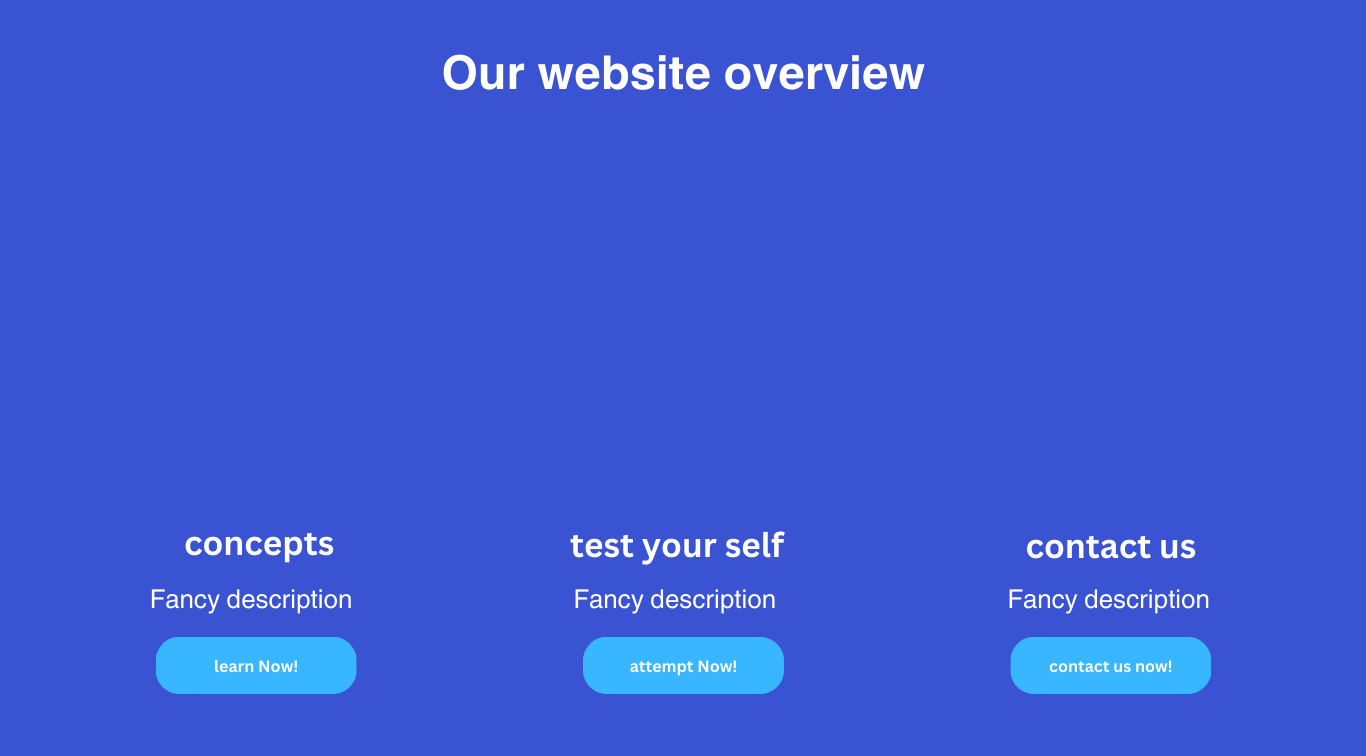 Our website overview
concepts
test your self
contact us
Fancy description
Fancy description
Fancy description
learn Now!
attempt Now!
contact us now!